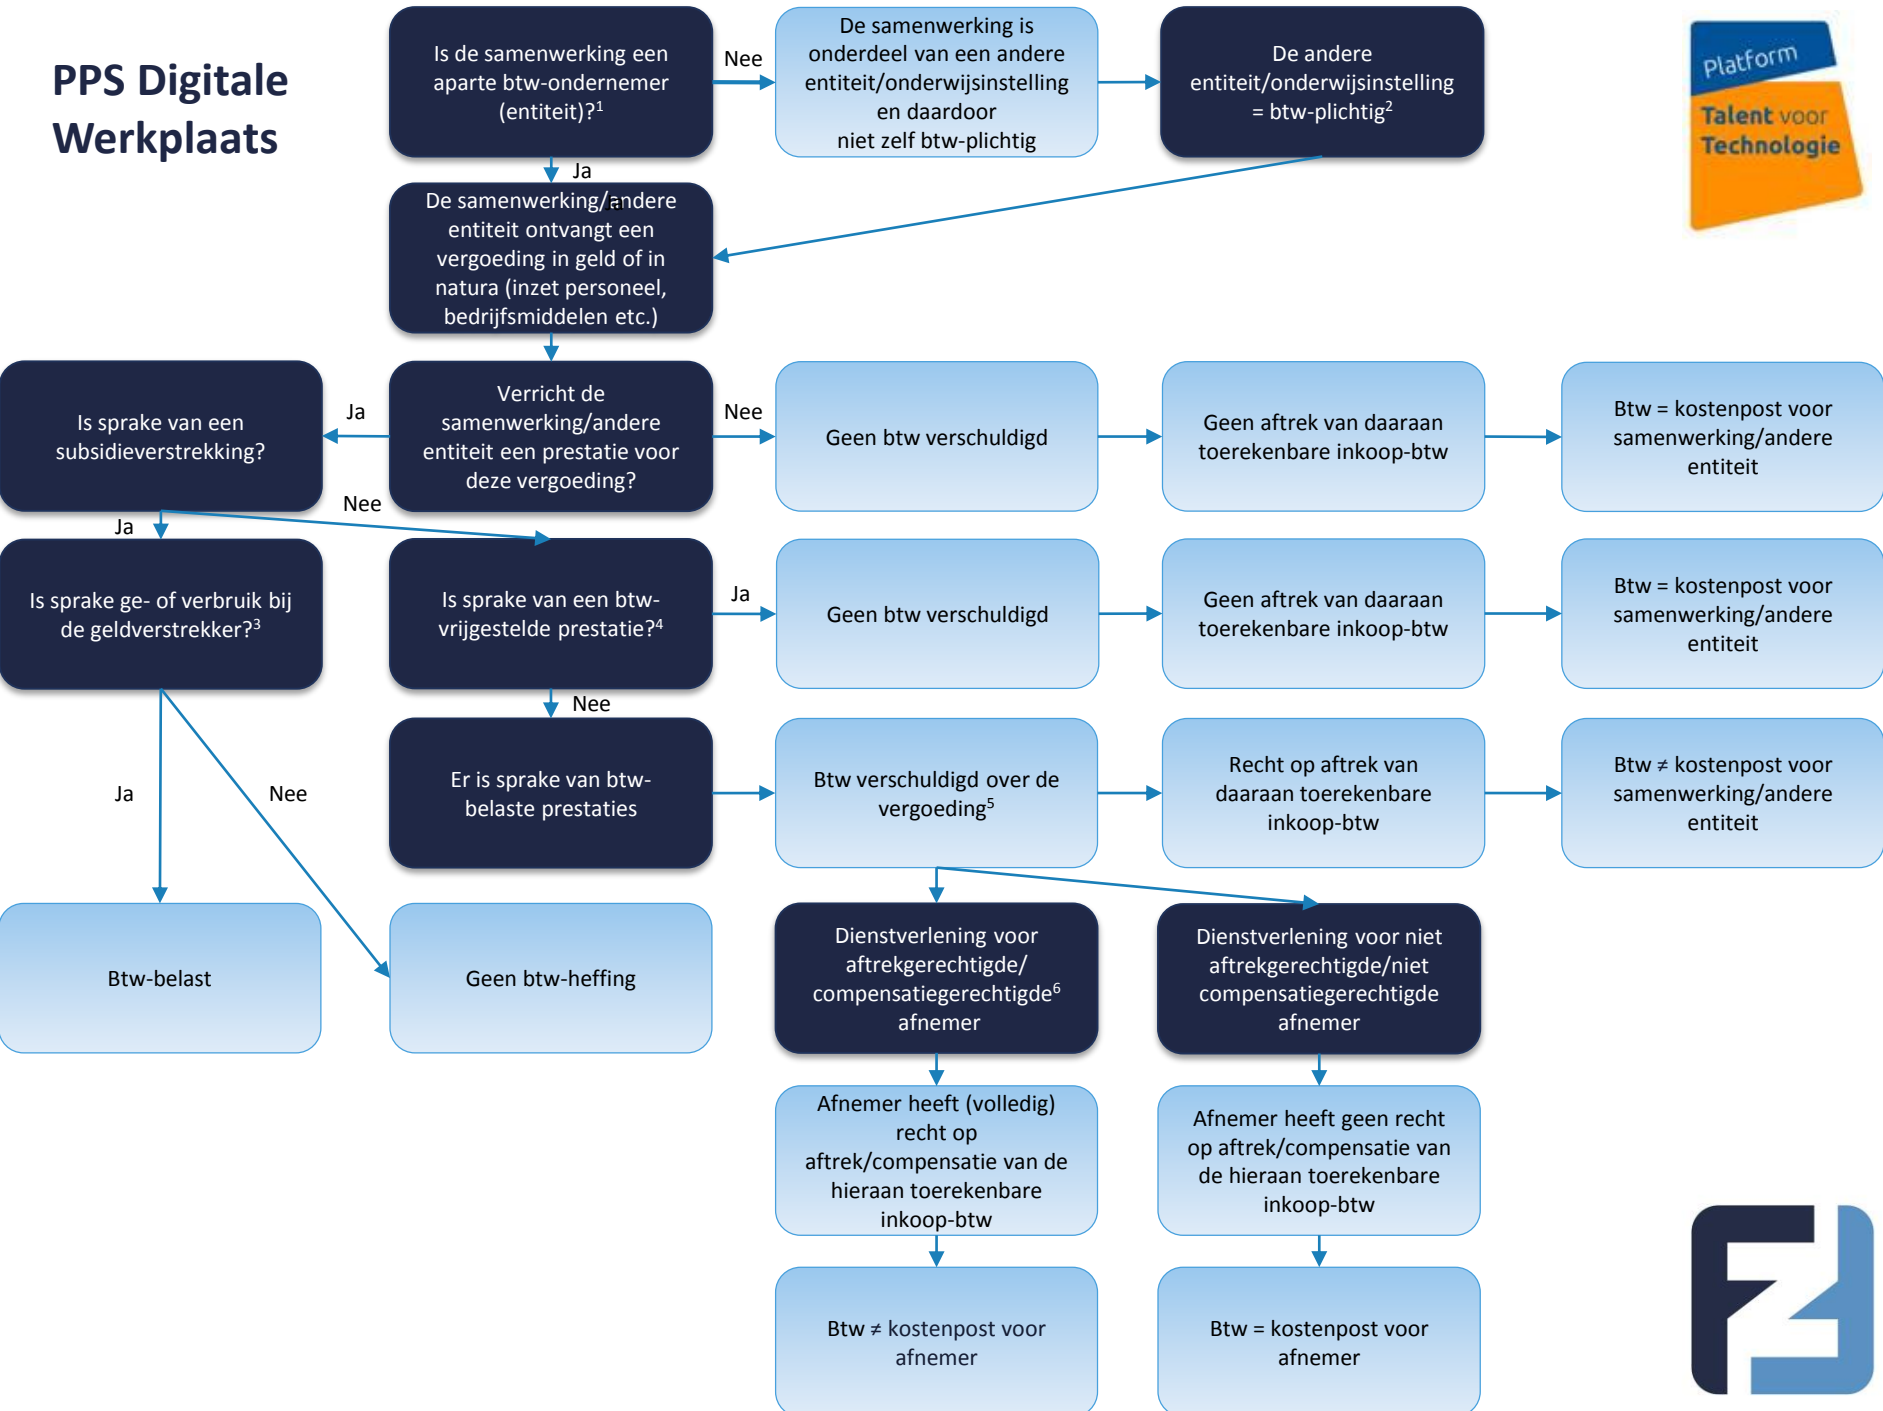 PPS Digitale
Werkplaats
Is de samenwerking een
aparte btw-ondernemer
(entiteit)?¹
Nee
De samenwerking is
onderdeel van een andere
entiteit/onderwijsinstelling
en daardoor
niet zelf btw-plichtig
De andere
entiteit/onderwijsinstelling
= btw-plichtig²
Platform
Talent voor
Technologie
Ja
De samenwerking/andere
entiteit ontvangt een
vergoeding in geld of in
natura (inzet personeel,
bedrijfsmiddelen etc.)
Ja
Is sprake van een
subsidieverstrekking?
Ja
Verricht de
samenwerking/andere
entiteit een prestatie voor
deze vergoeding?
Nee
Geen btw verschuldigd
Geen aftrek van daaraan
toerekenbare inkoop-btw
Btw = kostenpost voor
samenwerking/andere
entiteit
Ja
Nee
Is sprake ge- of verbruik bij
de geldverstrekker?³
Is sprake van een btw-
vrijgestelde prestatie?⁴
Ja
Geen btw verschuldigd
Geen aftrek van daaraan
toerekenbare inkoop-btw
Btw = kostenpost voor
samenwerking/andere
entiteit
Nee
Ja
Nee
Er is sprake van btw-
belaste prestaties
Btw verschuldigd over de
vergoeding⁵
Recht op aftrek van
daaraan toerekenbare
inkoop-btw
Btw ≠ kostenpost voor
samenwerking/andere
entiteit
Btw-belast
Geen btw-heffing
Dienstverlening voor
aftrekgerechtigde/
compensatiegerechtigde⁶
afnemer
Dienstverlening voor niet
aftrekgerechtigde/niet
compensatiegerechtigde
afnemer
Afnemer heeft (volledig)
recht op
aftrek/compensatie van de
hieraan toerekenbare
inkoop-btw
Afnemer heeft geen recht
op aftrek/compensatie van
de hieraan toerekenbare
inkoop-btw
Btw ≠ kostenpost voor
afnemer
Btw = kostenpost voor
afnemer